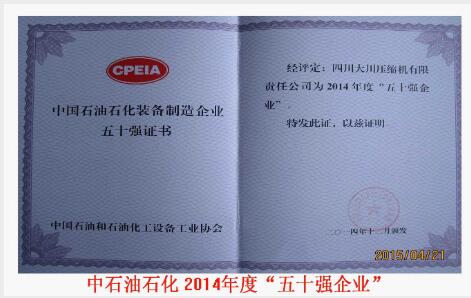 CPEIA
中国石油石化装备制造企业
五十强证书
中国石油和石油化工设备工业协会
经评定：四川大川压缩机有限
责任公司为2014年度“五十强企
业”。
特发此证，以兹证明。
二〇一四年十二月颁发
2015/04/21
中石油石化 2014年度“五十强企业”